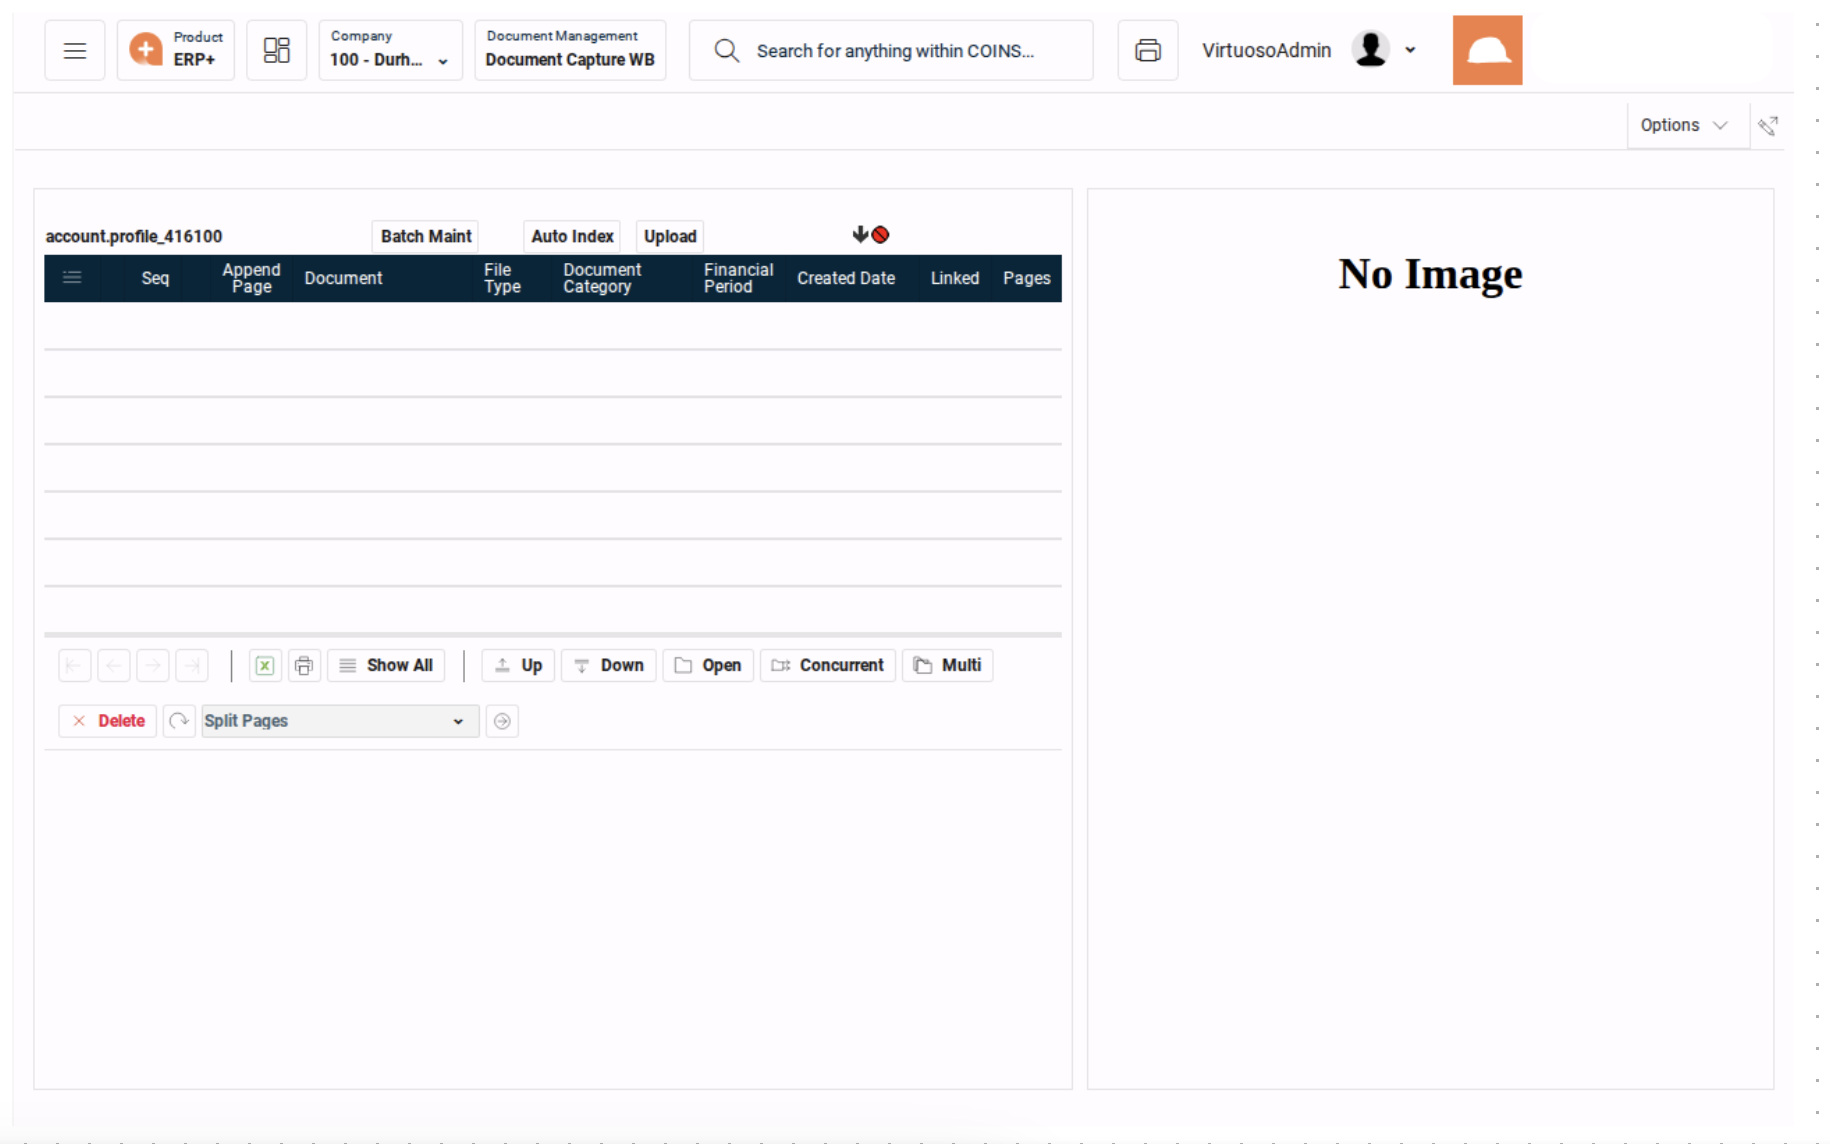 Product
ERP+
Company
100 - Durh...
Document Management
Document Capture WB
Search for anything within COINS...
VirtuosoAdmin
Options
account.profile_416100
Batch Maint
Auto Index
Upload
Seq
Append
Page
Document
File
Type
Document
Category
Financial
Period
Created Date
Linked
Pages
Show All
Up
Down
Open
Concurrent
Multi
Delete
Split Pages
No Image